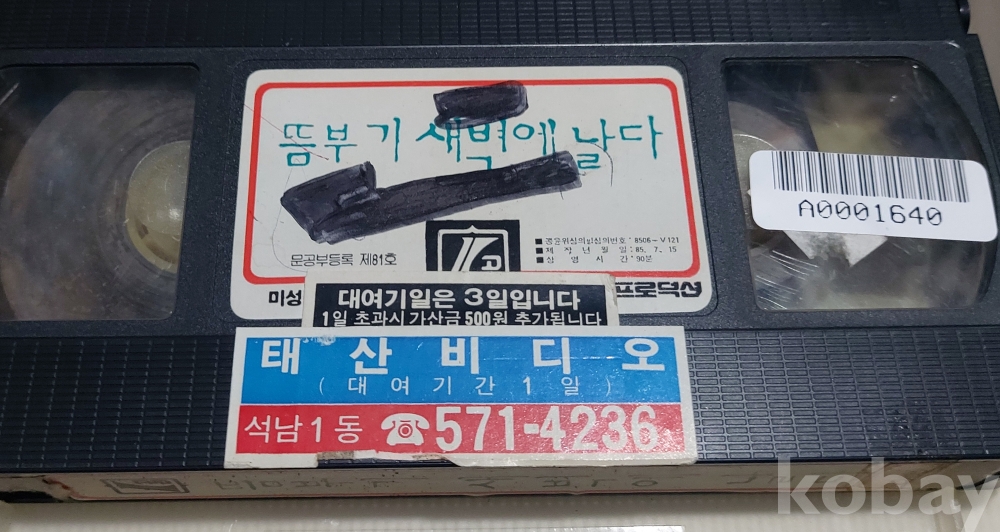 뜸부기 새벽에 날다
A0001640
문공부등록 제81호
■공윤위심의필심의번호 : 8506-V121
■제작년월일 : 85. 7. 15
■상영시간 : 90분
미성
프로덕션
대여기일은 3일입니다
1일 초과시 가산금 500원 추가됩니다
태산비디오
(대여기간1일)
석남1동 ☎571-4236
kobay